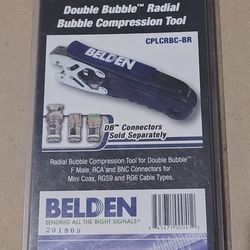 Double Bubble™ Radial
Bubble Compression Tool
CPLCRBC-BR
BELDEN
DB™ Connectors
Sold Separately
Radial Bubble Compression Tool for Double Bubble™
F Male, RCA and BNC Connectors for
Mini Coax, RG59 and RG6 Cable Types.
BELDEN
SENDING ALL THE RIGHT SIGNALS
201809